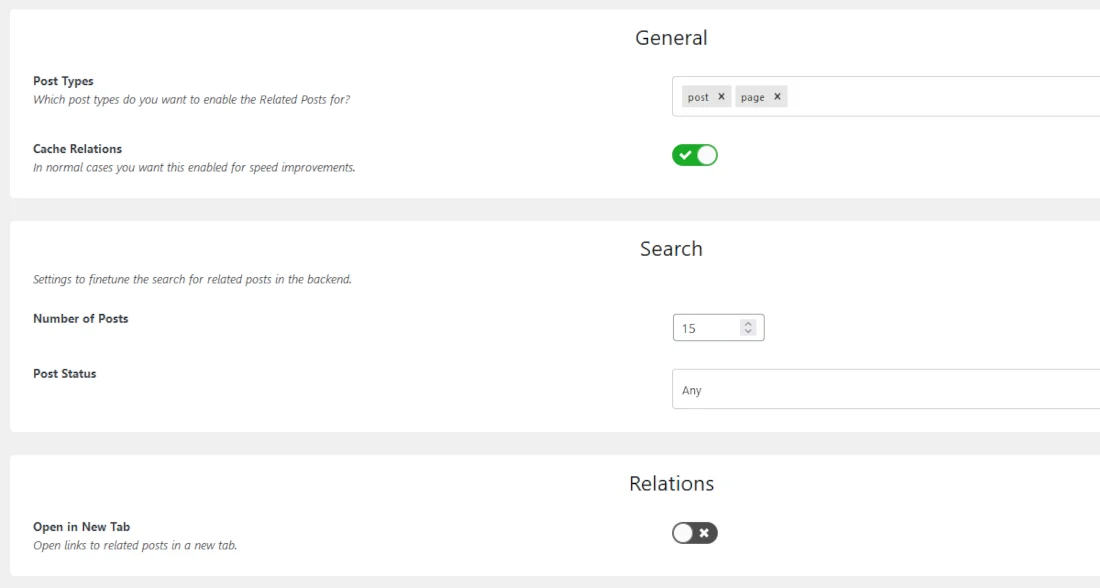 General
Post Types
Which post types do you want to enable the Related Posts for?
post × page ×
Cache Relations
In normal cases you want this enabled for speed improvements.
Search
Settings to finetune the search for related posts in the backend.
Number of Posts
15
Post Status
Any
Relations
Open in New Tab
Open links to related posts in a new tab.